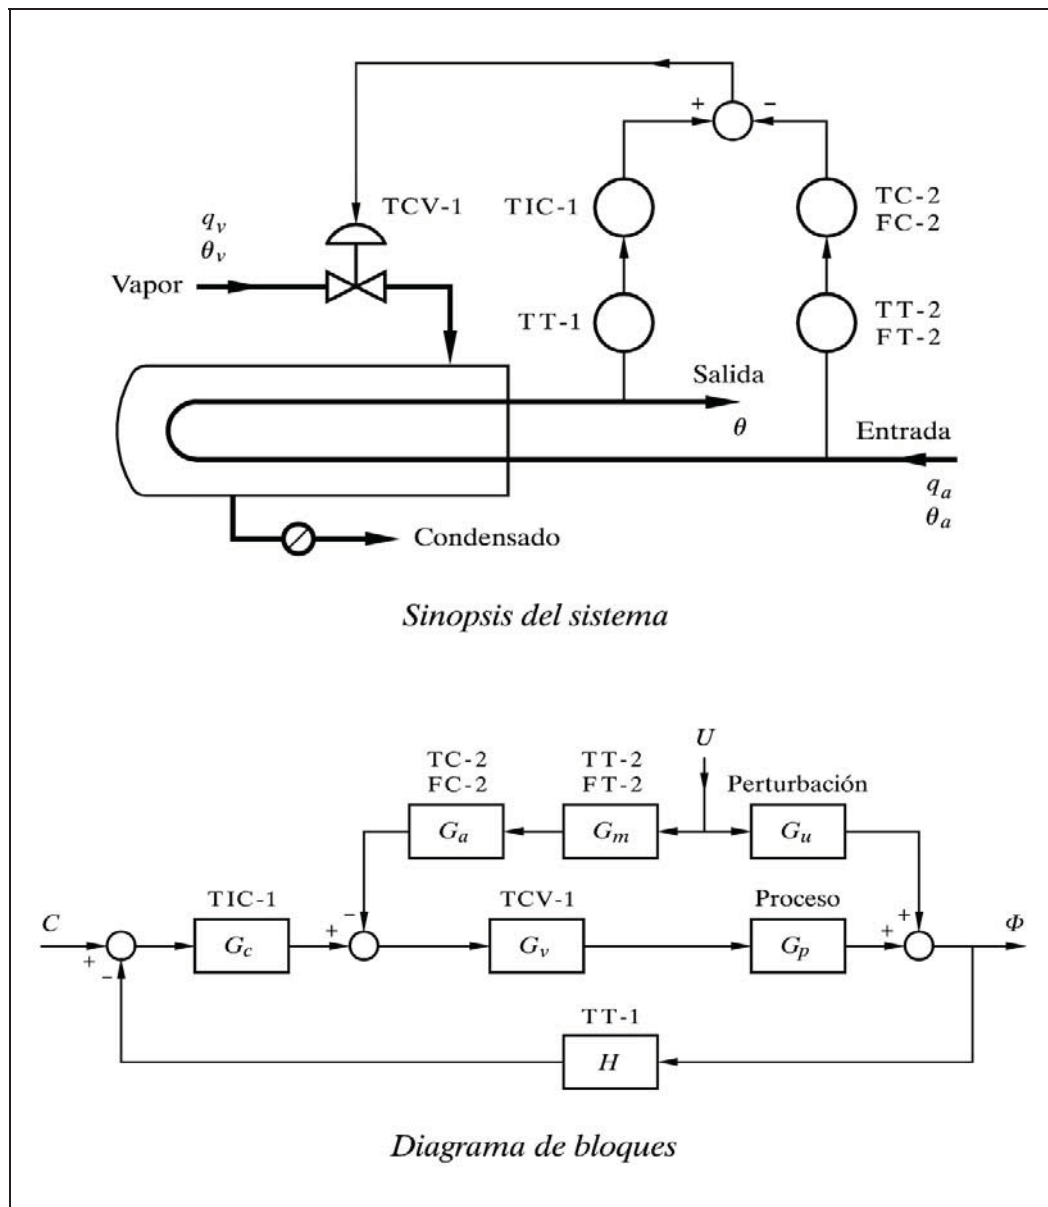 + −
TCV-1 TIC-1 TC-2
FC-2
q_v
θ_v
Vapor
TT-1 TT-2
FT-2
Salida
θ
Entrada
q_a
θ_a
Condensado
Sinopsis del sistema
U
TC-2 TT-2
FC-2 FT-2 Perturbación
G_a G_m G_u
TIC-1 TCV-1 Proceso
C − + Φ
G_c + G_v G_p +
+
−
TT-1
H
Diagrama de bloques